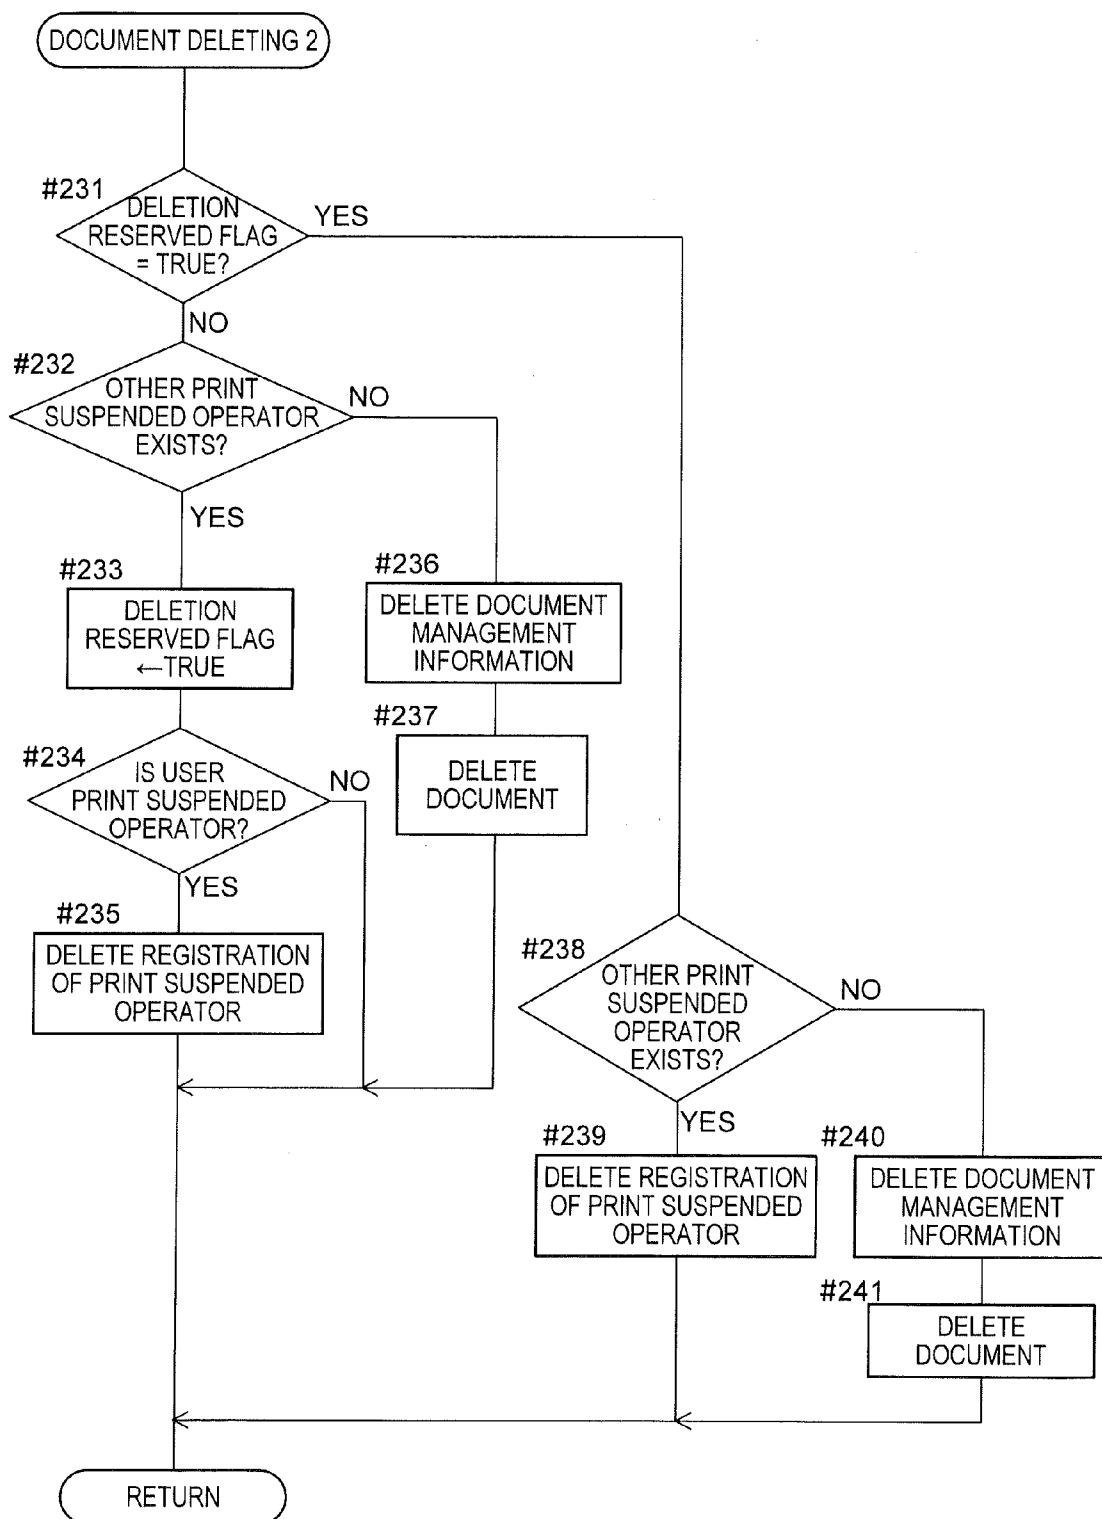 DOCUMENT DELETING 2
#231
DELETION
RESERVED FLAG
= TRUE?
YES
NO
#232
OTHER PRINT
SUSPENDED OPERATOR
EXISTS?
NO
YES
#233
DELETION
RESERVED FLAG
←TRUE
#236
DELETE DOCUMENT
MANAGEMENT
INFORMATION
#237
DELETE
DOCUMENT
#234
IS USER
PRINT SUSPENDED
OPERATOR?
NO
YES
#235
DELETE REGISTRATION
OF PRINT SUSPENDED
OPERATOR
#238
OTHER PRINT
SUSPENDED
OPERATOR
EXISTS?
NO
YES
#239
DELETE REGISTRATION
OF PRINT SUSPENDED
OPERATOR
#240
DELETE DOCUMENT
MANAGEMENT
INFORMATION
#241
DELETE
DOCUMENT
RETURN